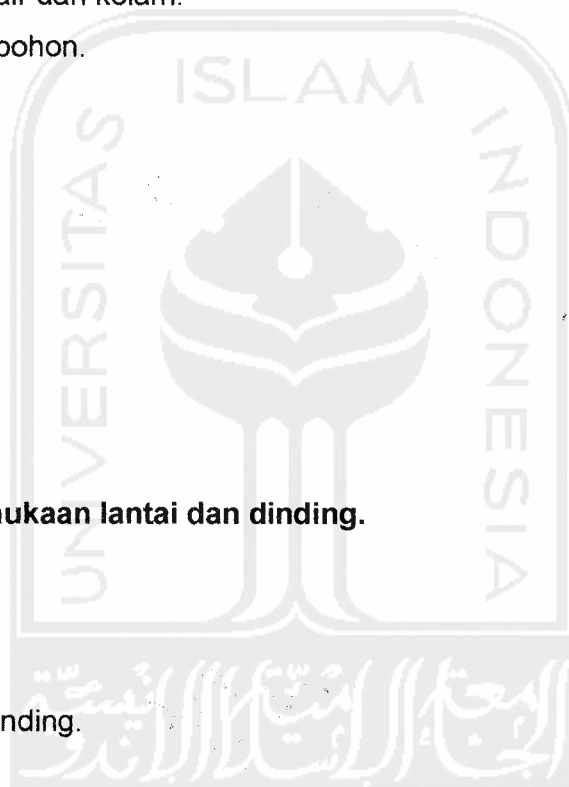 air dan kolam.
pohon.
ISLAM
UNIVERSITAS
INDONESIA
ukaan lantai dan dinding.
nding.